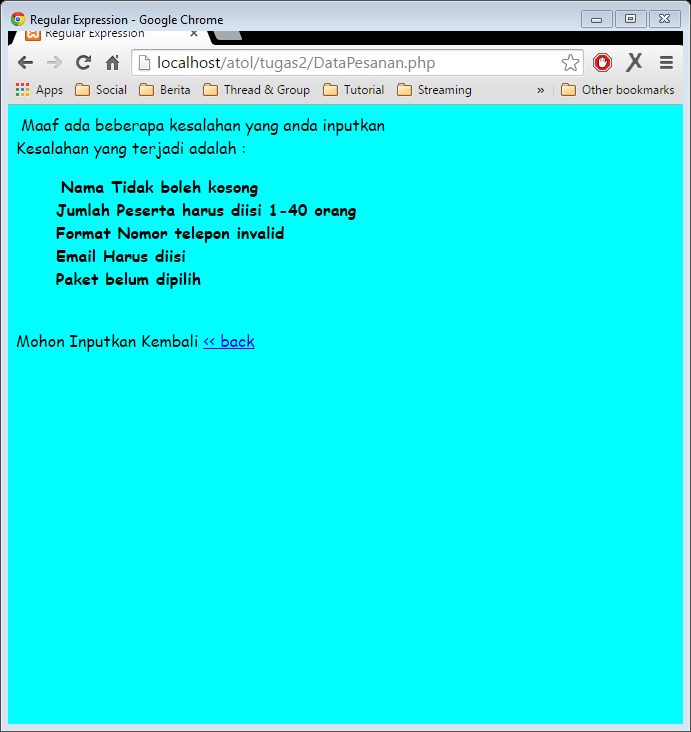 Regular Expression - Google Chrome
Regular Expression
localhost/atol/tugas2/DataPesanan.php
Apps Social Berita Thread & Group Tutorial Streaming » Other bookmarks
Maaf ada beberapa kesalahan yang anda inputkan
Kesalahan yang terjadi adalah :
Nama Tidak boleh kosong
Jumlah Peserta harus diisi 1-40 orang
Format Nomor telepon invalid
Email Harus diisi
Paket belum dipilih
Mohon Inputkan Kembali << back